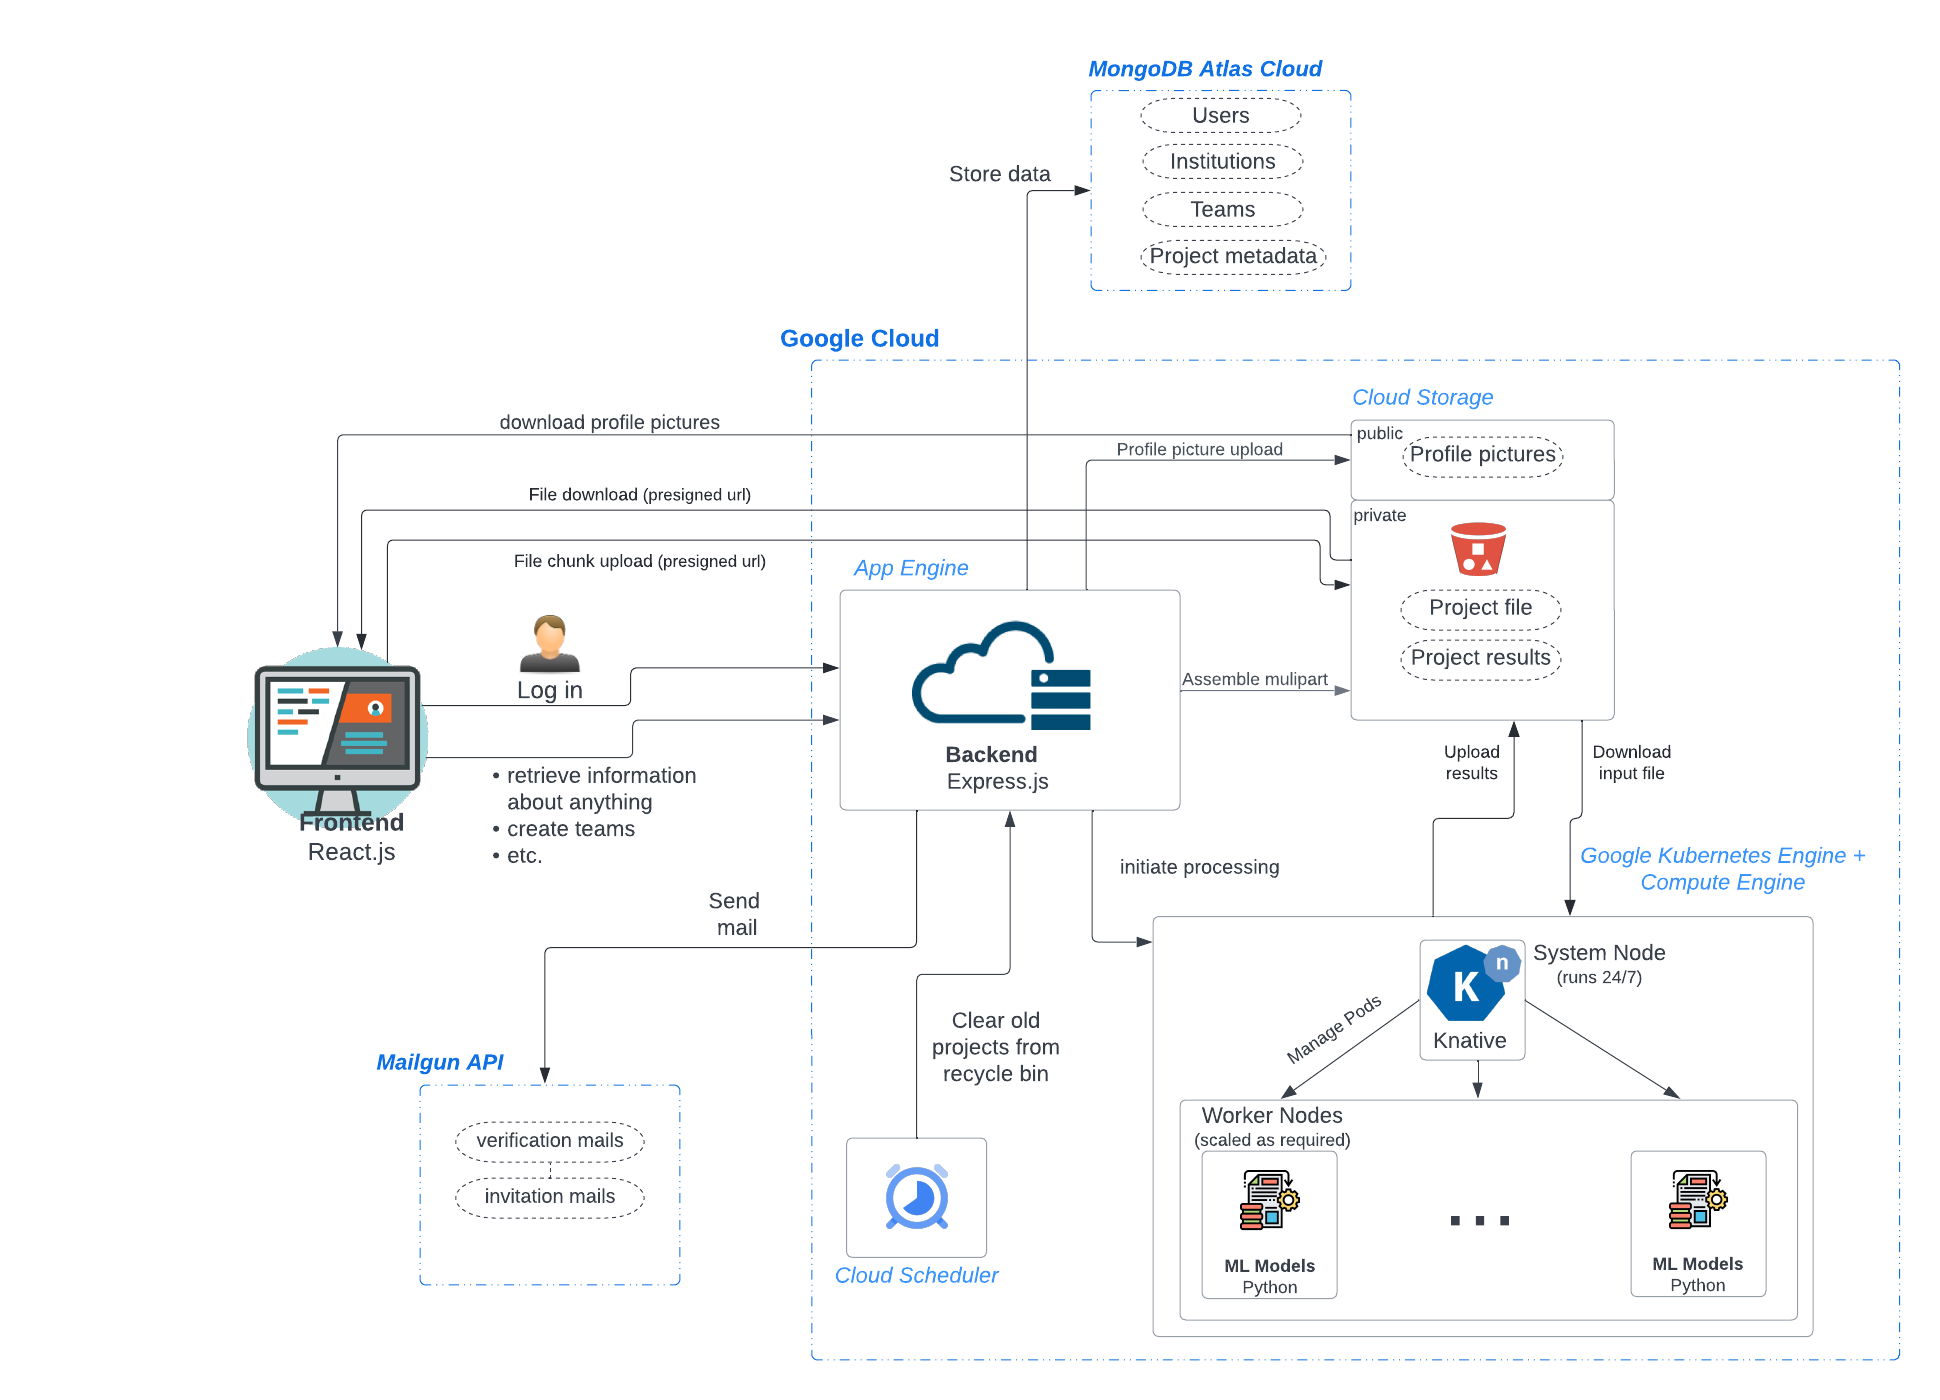 MongoDB Atlas Cloud
Users
Institutions
Teams
Project metadata
Store data
Google Cloud
Cloud Storage
public
Profile pictures
download profile pictures
Profile picture upload
File download (presigned url)
private
File chunk upload (presigned url)
App Engine
Project file
Project results
Log in
Assemble mulipart
Backend
Express.js
Upload
results
Download
input file
• retrieve information
about anything
• create teams
• etc.
Frontend
React.js
initiate processing
Google Kubernetes Engine +
Compute Engine
Send
mail
K
n
System Node
(runs 24/7)
Knative
Manage Pods
Clear old
projects from
recycle bin
Mailgun API
verification mails
invitation mails
Worker Nodes
(scaled as required)
ML Models
Python
...
ML Models
Python
Cloud Scheduler